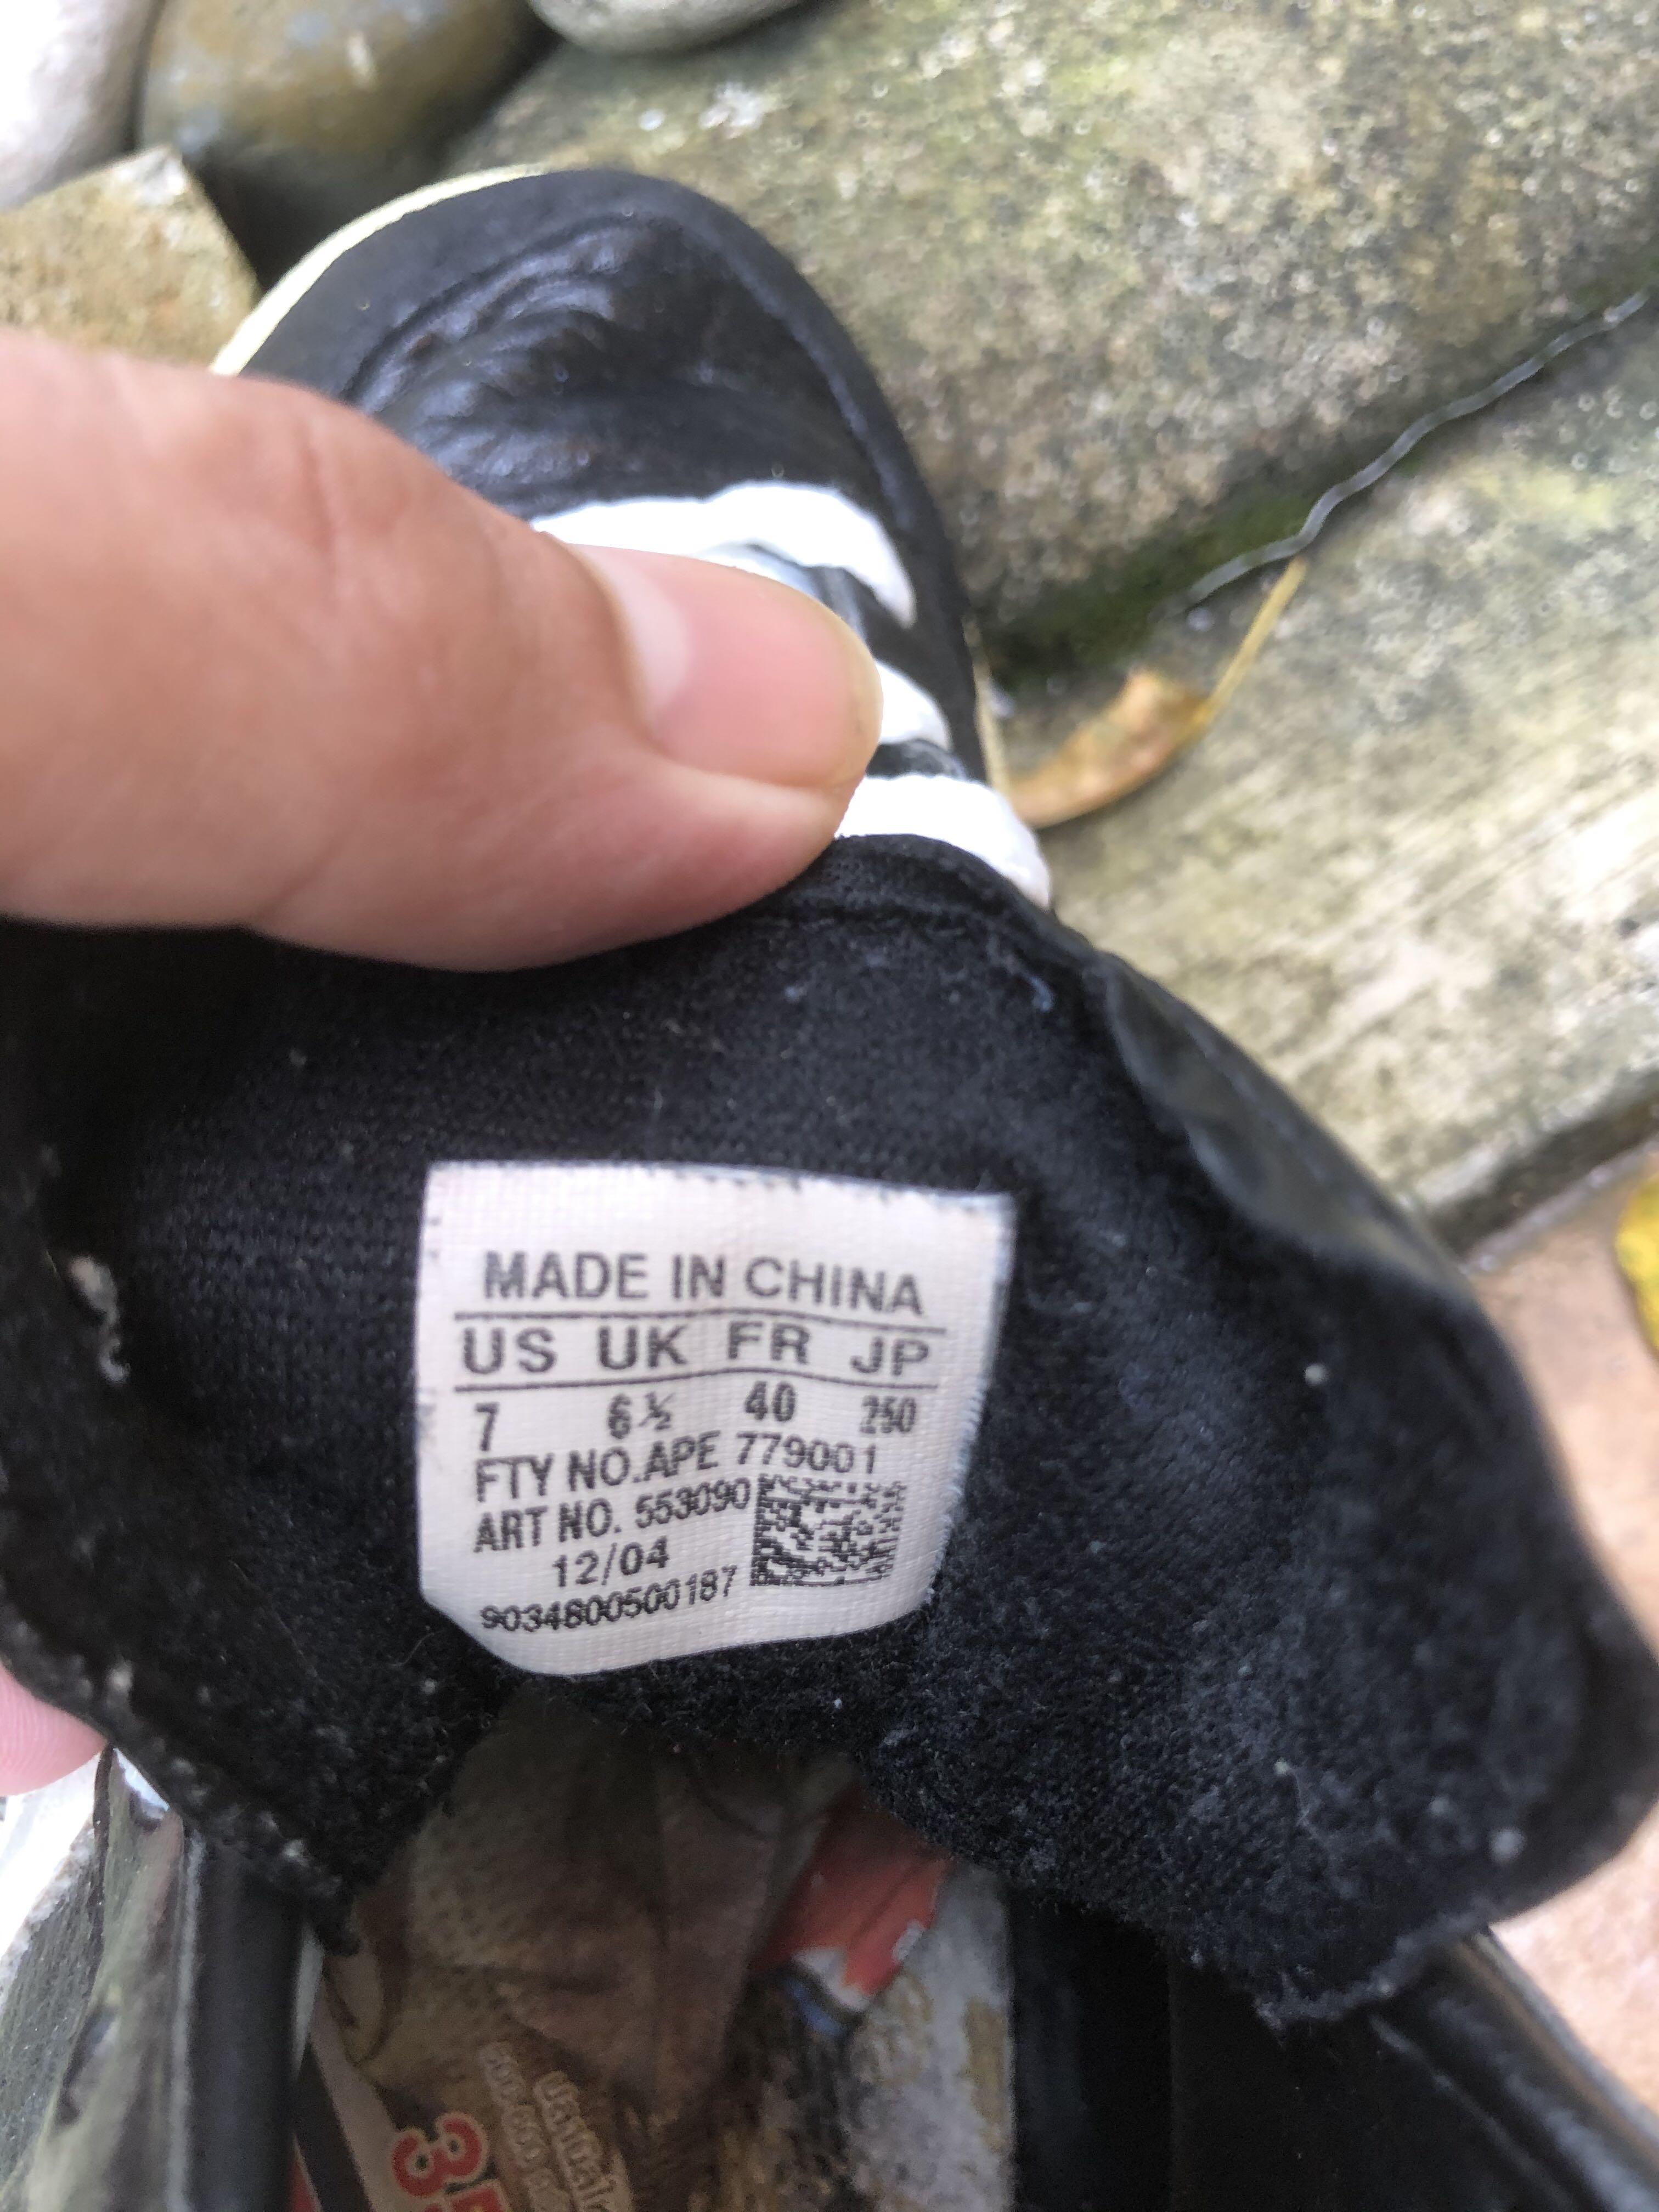 MADE IN CHINA
US UK FR JP
7 6½ 40 250
FTY NO.APE 779001
ART NO. 553090
12/04
9034800500187
35